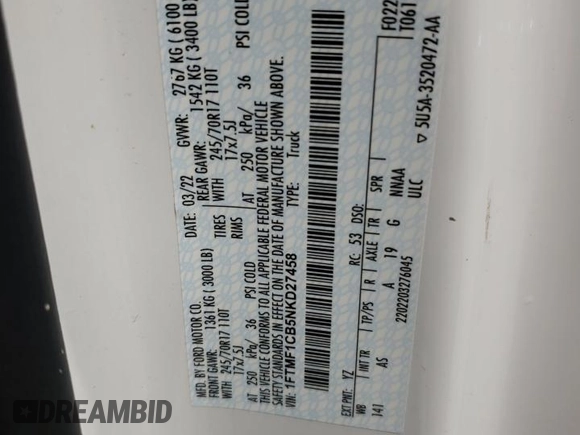 MFD. BY FORD MOTOR CO.
DATE: 03/22 GVWR: 2767 KG ( 6100
FRONT GAWR: 1361 KG ( 3000 LB) REAR GAWR: 1542 KG ( 3400 LB)
WITH 245/70R17 110T TIRES WITH 245/70R17 110T
17x7.5J RIMS 17x7.5J
AT 250 kPa/ 36 PSI COLD AT 250 kPa/ 36 PSI COLD
THIS VEHICLE CONFORMS TO ALL APPLICABLE FEDERAL MOTOR VEHICLE
SAFETY STANDARDS IN EFFECT ON THE DATE OF MANUFACTURE SHOWN ABOVE.
VIN: 1FTMF1CB5NKD27458 TYPE: Truck
F022
T061
EXT PNT: YZ RC: 53 DSO:
WB INT TR TP/PS R AXLE TR SPR
141 AS A 19 G NNAA
2202203276045 ULC
▽ 5U5A-3520472-AA
DREAMBID